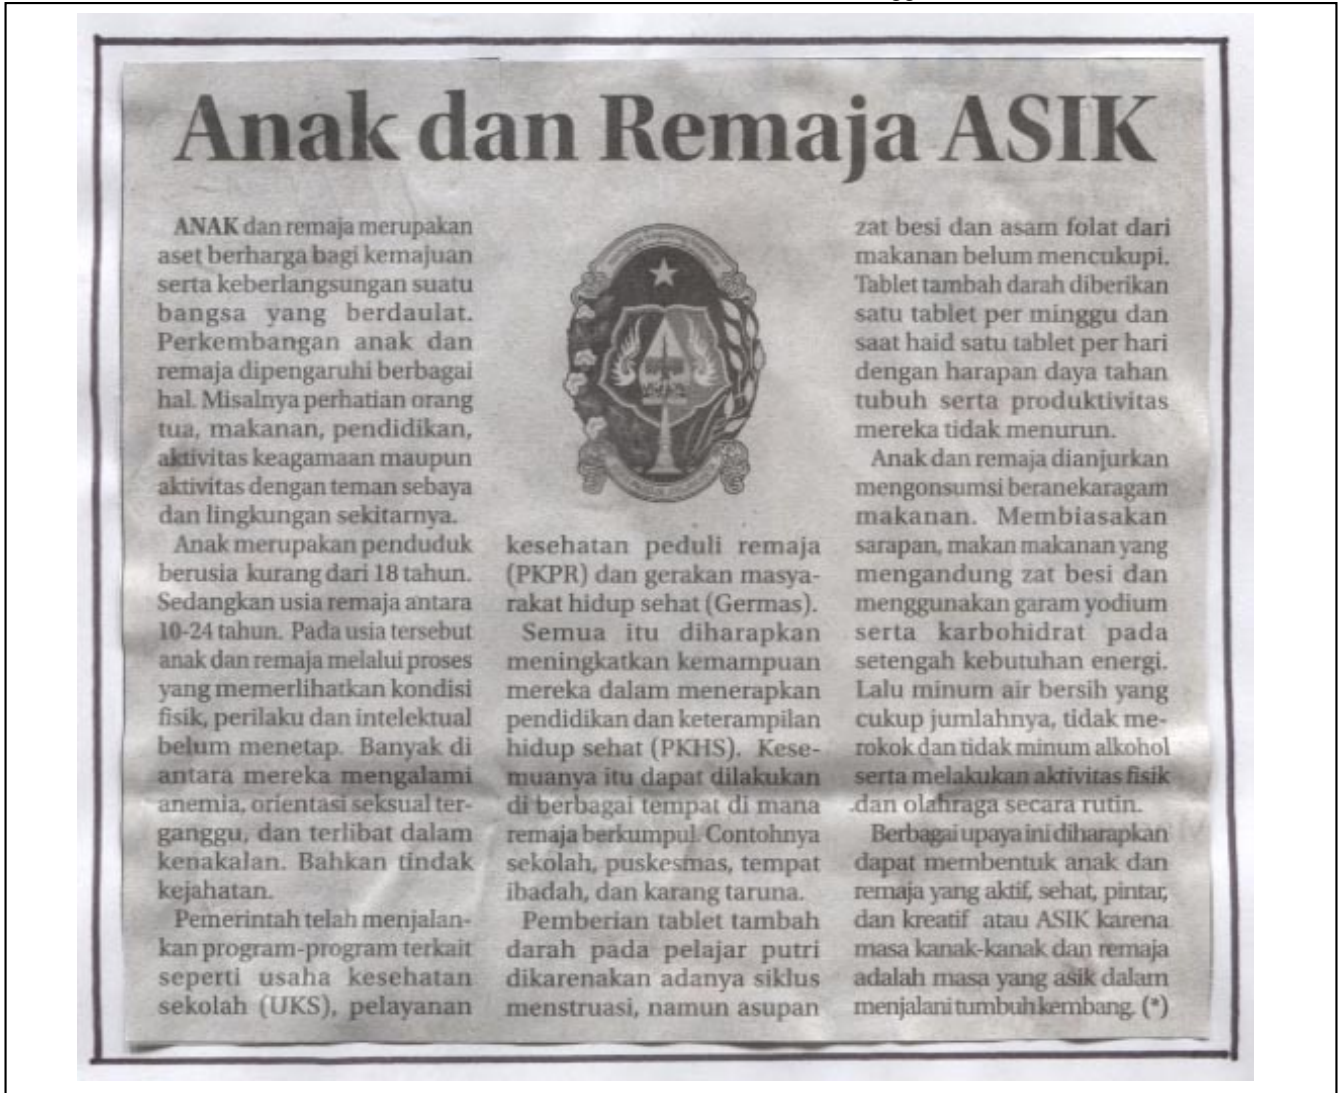 Anak dan Remaja ASIK
ANAK dan remaja merupakan
aset berharga bagi kemajuan
serta keberlangsungan suatu
bangsa yang berdaulat.
Perkembangan anak dan
remaja dipengaruhi berbagai
hal. Misalnya perhatian orang
tua, makanan, pendidikan,
aktivitas keagamaan maupun
aktivitas dengan teman sebaya
dan lingkungan sekitarnya.
Anak merupakan penduduk
berusia kurang dari 18 tahun.
Sedangkan usia remaja antara
10-24 tahun. Pada usia tersebut
anak dan remaja melalui proses
yang memerlihatkan kondisi
fisik, perilaku dan intelektual
belum menetap. Banyak di
antara mereka mengalami
anemia, orientasi seksual ter-
ganggu, dan terlibat dalam
kenakalan. Bahkan tindak
kejahatan.
Pemerintah telah menjalan-
kan program-program terkait
seperti usaha kesehatan
sekolah (UKS), pelayanan
kesehatan peduli remaja
(PKPR) dan gerakan masya-
rakat hidup sehat (Germas).
Semua itu diharapkan
meningkatkan kemampuan
mereka dalam menerapkan
pendidikan dan keterampilan
hidup sehat (PKHS). Kese-
muanya itu dapat dilakukan
di berbagai tempat di mana
remaja berkumpul. Contohnya
sekolah, puskesmas, tempat
ibadah, dan karang taruna.
Pemberian tablet tambah
darah pada pelajar putri
dikarenakan adanya siklus
menstruasi, namun asupan
zat besi dan asam folat dari
makanan belum mencukupi.
Tablet tambah darah diberikan
satu tablet per minggu dan
saat haid satu tablet per hari
dengan harapan daya tahan
tubuh serta produktivitas
mereka tidak menurun.
Anak dan remaja dianjurkan
mengonsumsi beranekaragam
makanan. Membiasakan
sarapan, makan makanan yang
mengandung zat besi dan
menggunakan garam yodium
serta karbohidrat pada
setengah kebutuhan energi.
Lalu minum air bersih yang
cukup jumlahnya, tidak me-
rokok dan tidak minum alkohol
serta melakukan aktivitas fisik
dan olahraga secara rutin.
Berbagai upaya ini diharapkan
dapat membentuk anak dan
remaja yang aktif, sehat, pintar,
dan kreatif atau ASIK karena
masa kanak-kanak dan remaja
adalah masa yang asik dalam
menjalani tumbuh kembang. (*)